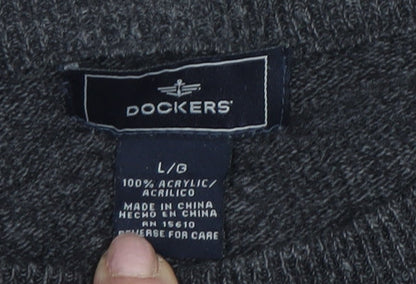 DOCKERS
L/G
100% ACRYLIC/
ACRILICO
MADE IN CHINA
HECHO EN CHINA
RN 15610
REVERSE FOR CARE